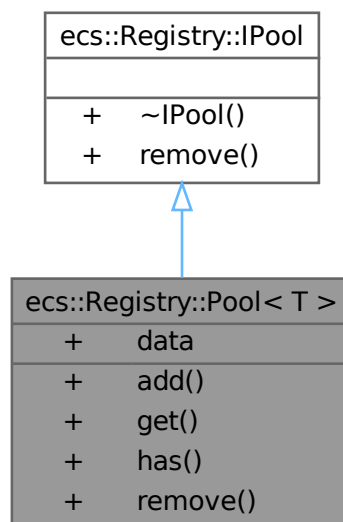 ecs::Registry::IPool
+ ~IPool()
+ remove()
ecs::Registry::Pool< T >
+ data
+ add()
+ get()
+ has()
+ remove()